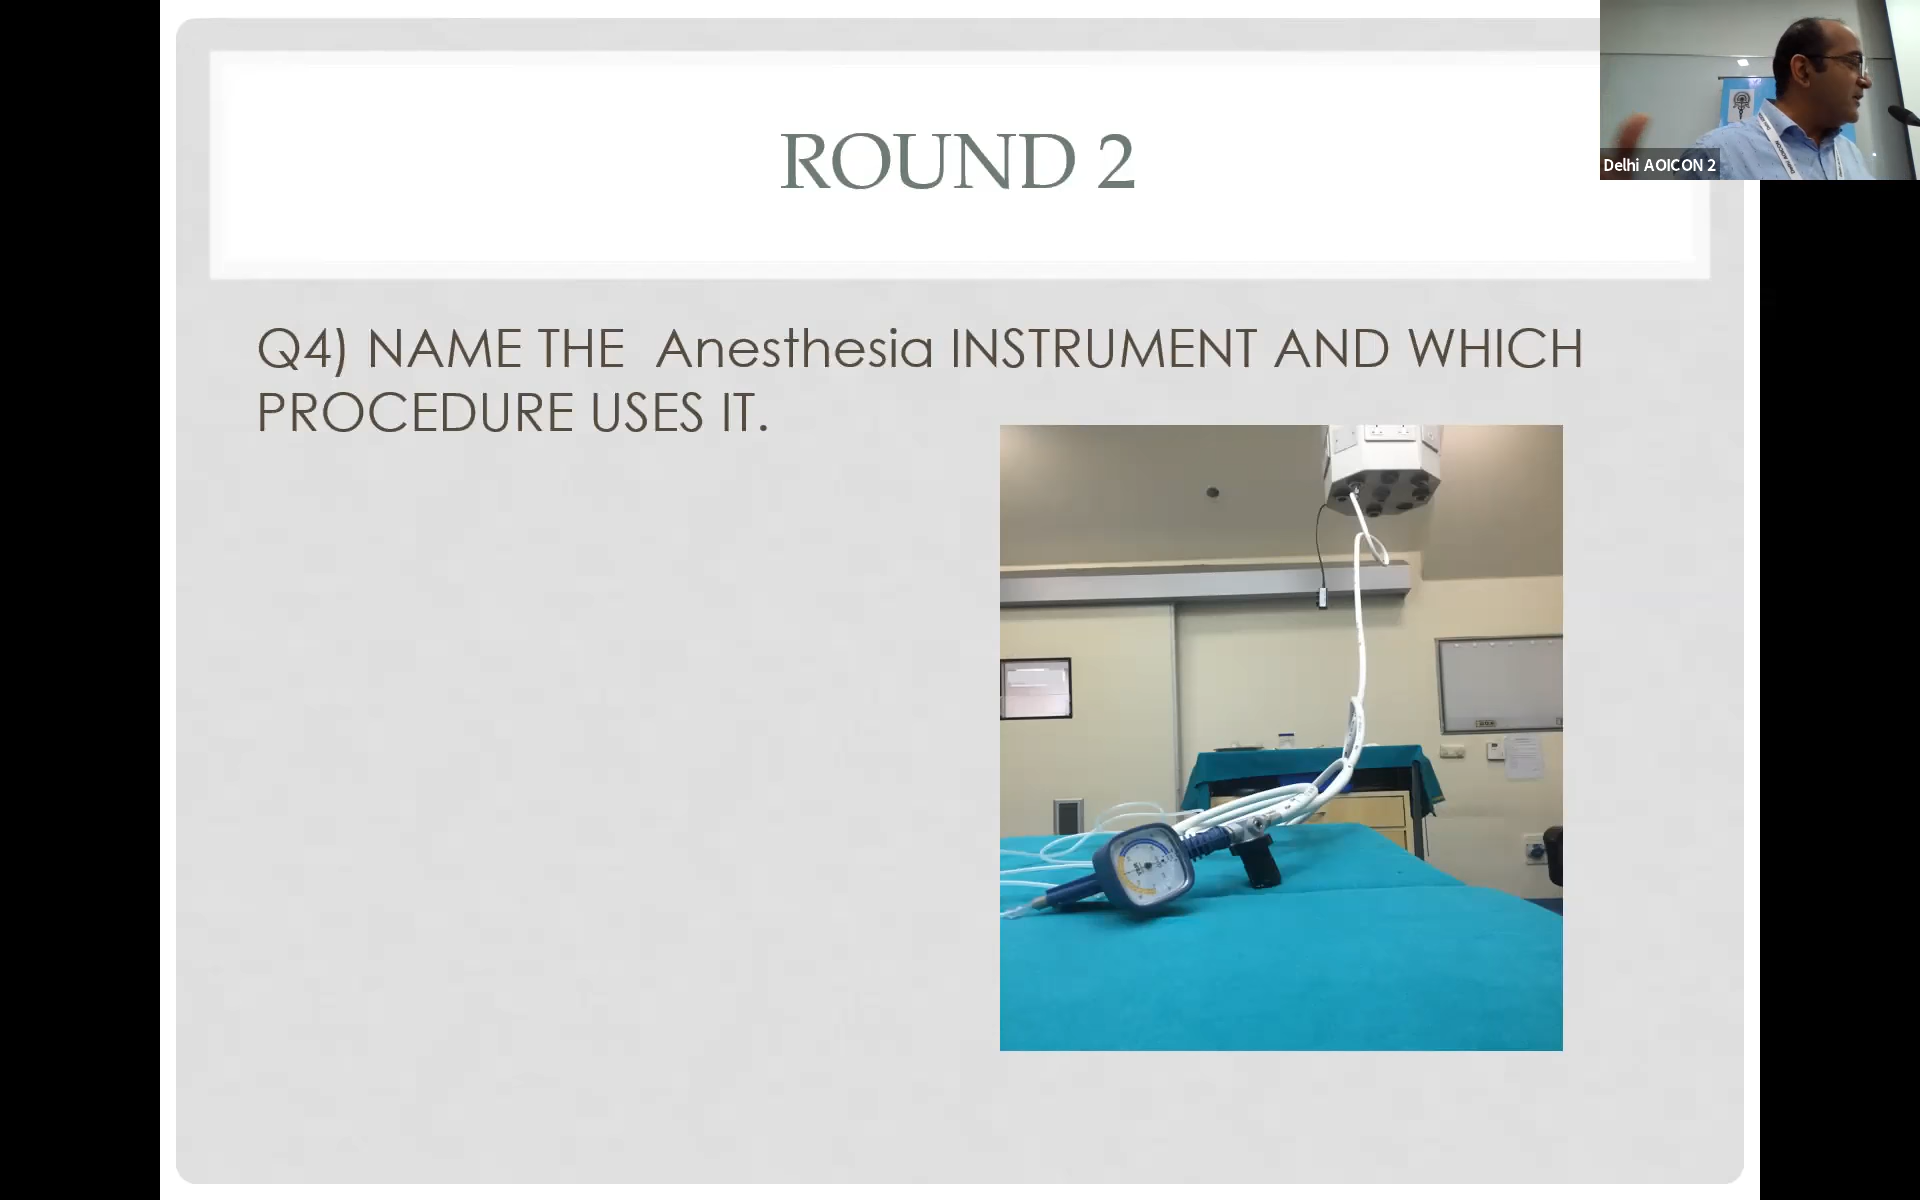 ROUND 2
Delhi AOICON 2
Q4) NAME THE Anesthesia INSTRUMENT AND WHICH
PROCEDURE USES IT.